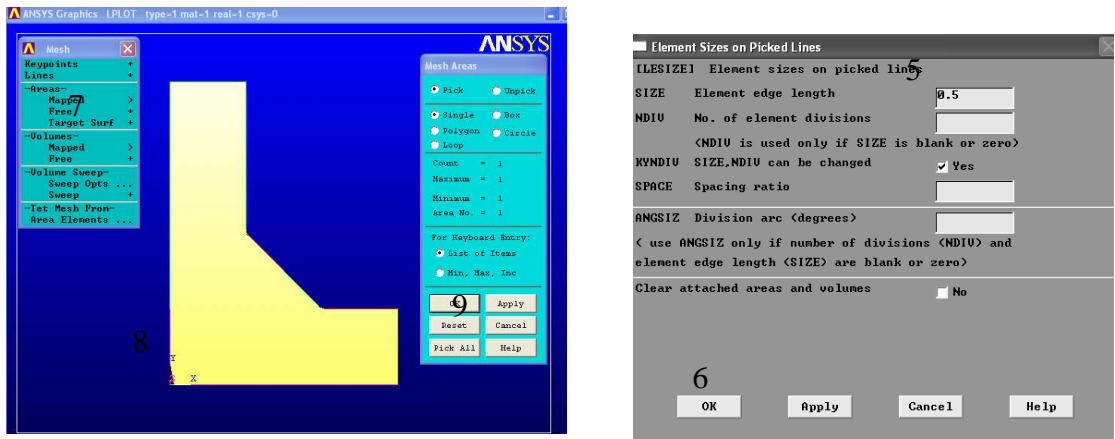 ANSYS Graphics LPLOT type-1 mat-1 real-1 csys-0
ANSYS
Mesh
Keypoints +
Lines +
-Areas-
Mapped >
Free +
Target Surf +
-Volumes-
Mapped >
Free +
-Volume Sweep-
Sweep Opts ...
Sweep +
-Tet Mesh From-
Area Elements ...
7
8
Y
X
Mesh Areas
Pick Unpick
Single Box
Polygon Circle
Loop
Count = 1
Maximum = 1
Minimum = 1
Area No. = 1
For Keyboard Entry:
List of Items
Min, Max, Inc
OK Apply
9
Reset Cancel
Pick All Help
Element Sizes on Picked Lines
[LESIZE] Element sizes on picked lines
5
SIZE Element edge length 0.5
NDIV No. of element divisions
(NDIV is used only if SIZE is blank or zero)
KYNDIV SIZE,NDIV can be changed Yes
SPACE Spacing ratio
ANGSIZ Division arc (degrees)
( use ANGSIZ only if number of divisions (NDIV) and
element edge length (SIZE) are blank or zero)
Clear attached areas and volumes No
6
OK Apply Cancel Help